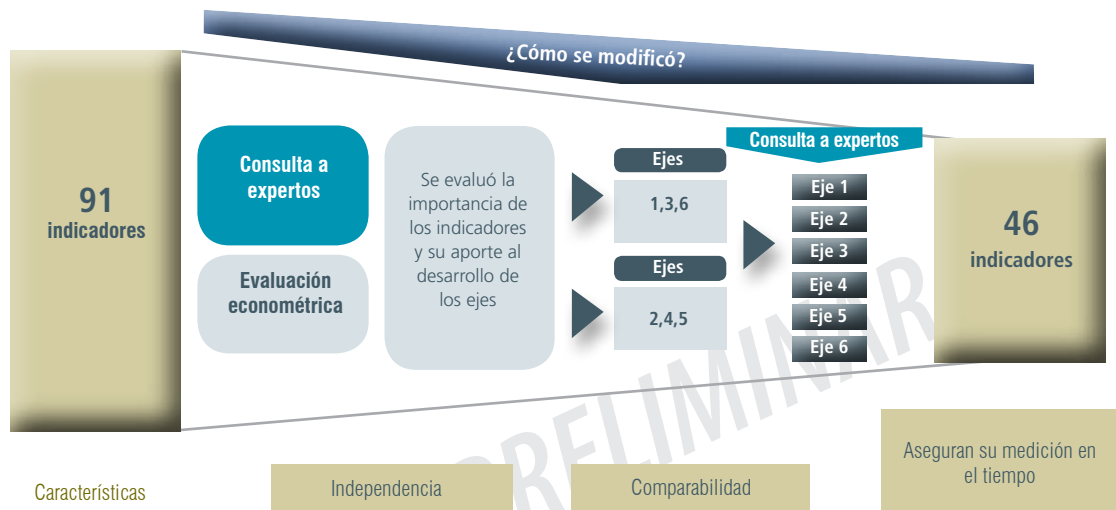 ¿Cómo se modificó?
91
indicadores
Consulta a
expertos
Evaluación
econométrica
Se evaluó la
importancia de
los indicadores
y su aporte al
desarrollo de
los ejes
Ejes
1,3,6
Ejes
2,4,5
Consulta a expertos
Eje 1
Eje 2
Eje 3
Eje 4
Eje 5
Eje 6
46
indicadores
PRELIMINAR
Características
Independencia
Comparabilidad
Aseguran su medición en
el tiempo